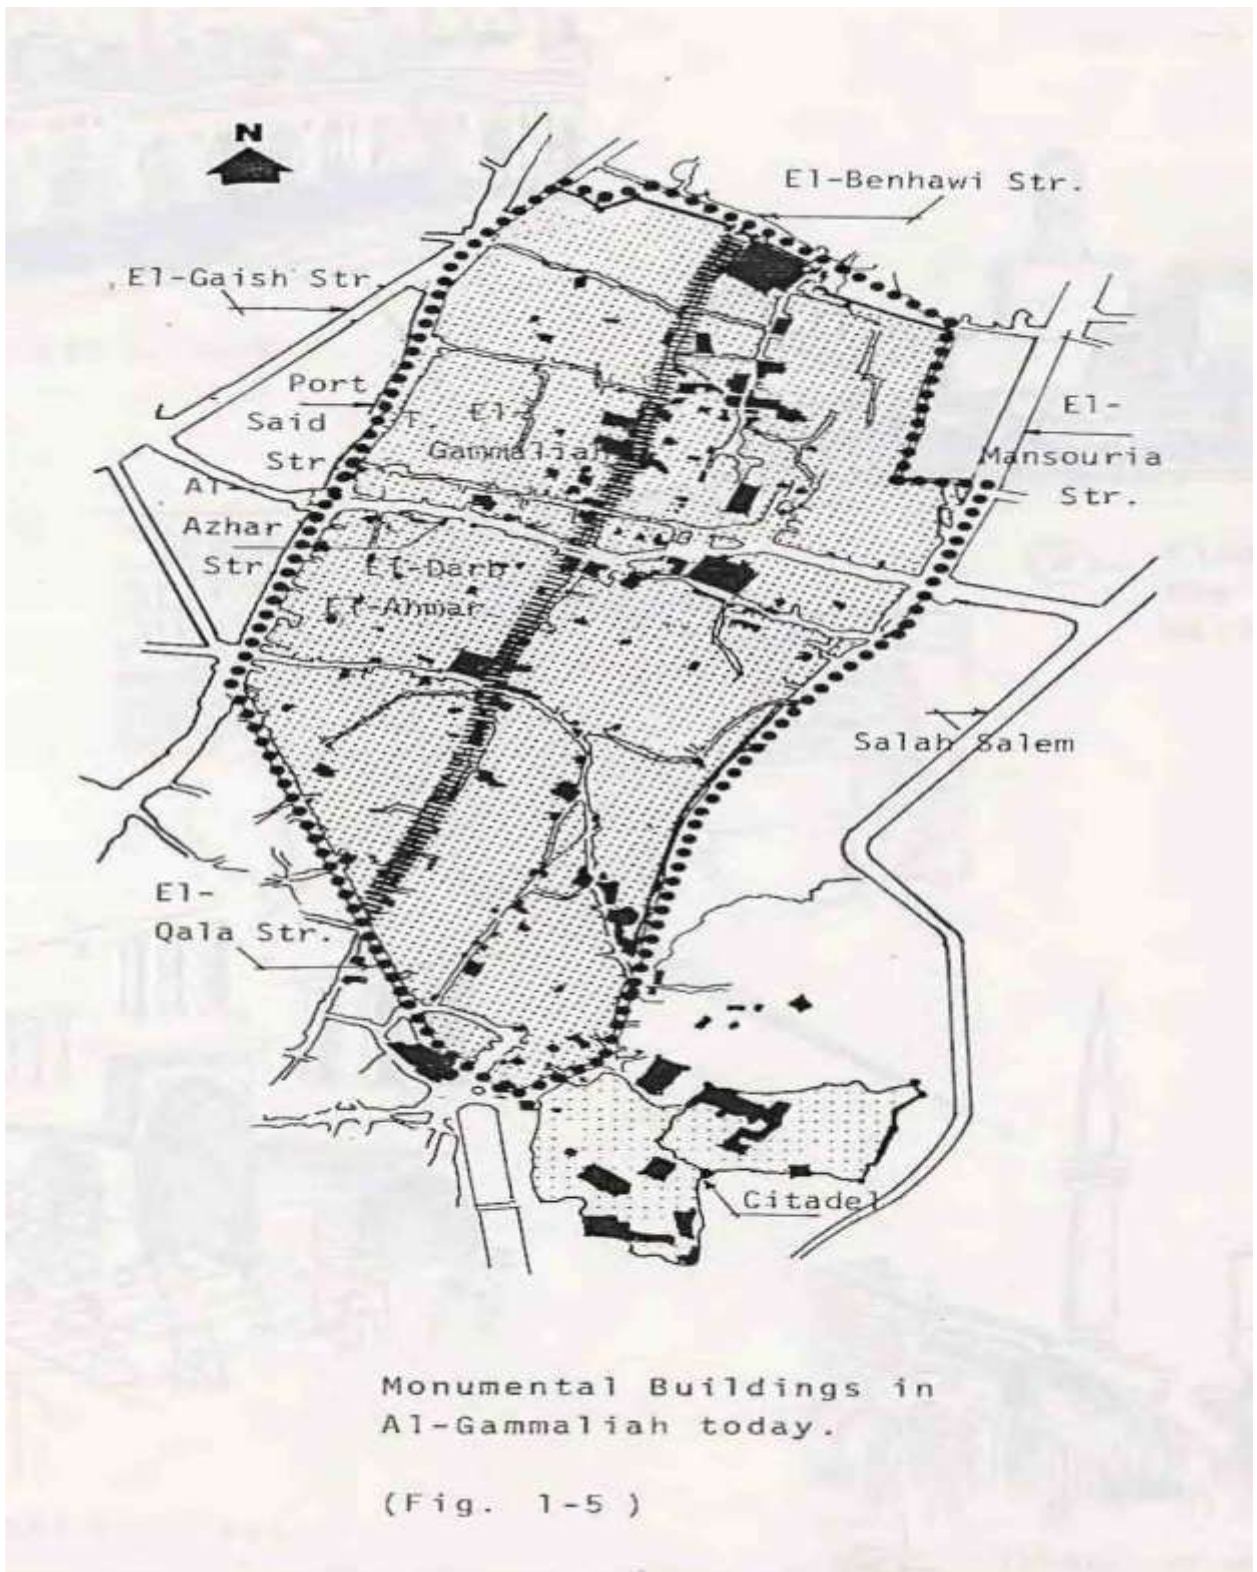 N
El-Benhawi Str.
El-Gaish Str.
Port
Said
Str
El-
Mansouria
Str.
T. El-
Gammaliah
Al-
Azhar
Str
El-Darb
El-Ahmar
Salah Salem
El-
Qala Str.
Citadel
Monumental Buildings in
Al-Gammaliah today.
(Fig. 1-5 )